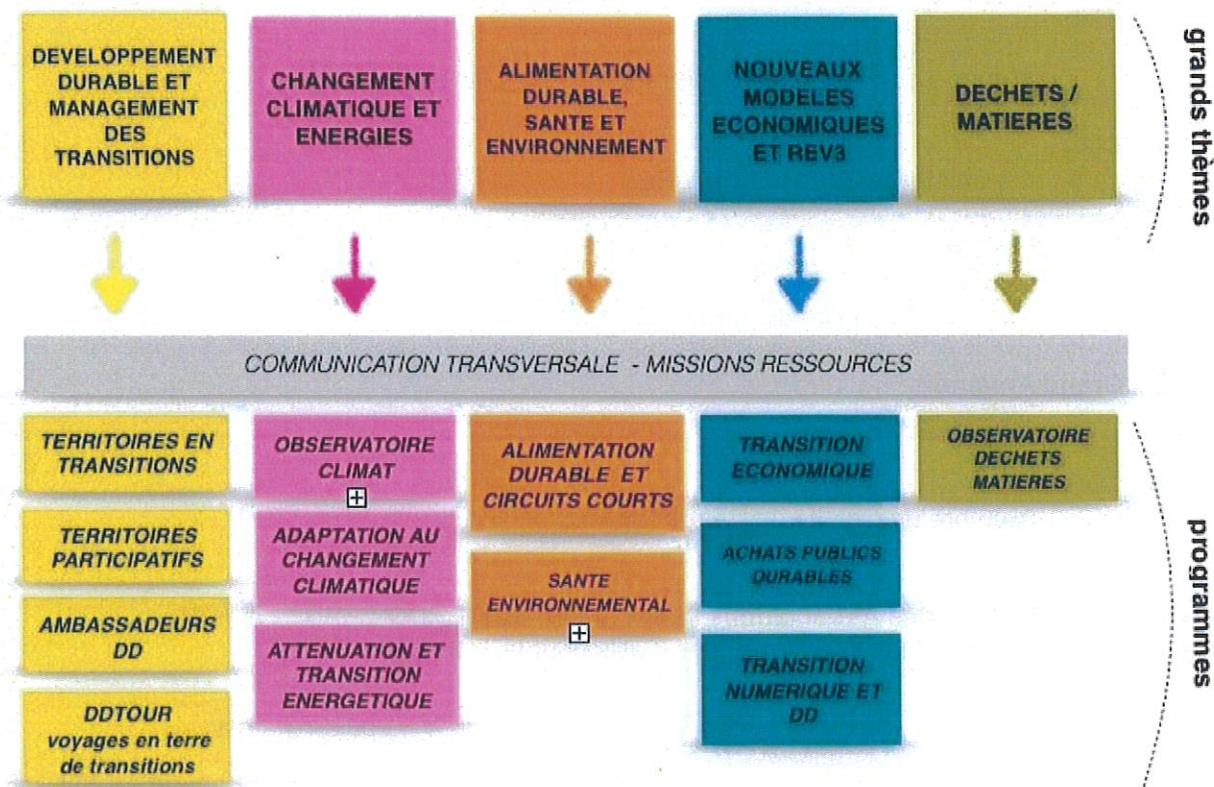 DEVELOPPEMENT
DURABLE ET
MANAGEMENT
DES
TRANSITIONS
CHANGEMENT
CLIMATIQUE ET
ENERGIES
ALIMENTATION
DURABLE,
SANTE ET
ENVIRONNEMENT
NOUVEAUX
MODELES
ECONOMIQUES
ET REV3
DECHETS /
MATIERES
grands thèmes
COMMUNICATION TRANSVERSALE - MISSIONS RESSOURCES
TERRITOIRES EN
TRANSITIONS
TERRITOIRES
PARTICIPATIFS
AMBASSADEURS
DD
DDTOUR
voyages en terre
de transitions
OBSERVATOIRE
CLIMAT
ADAPTATION AU
CHANGEMENT
CLIMATIQUE
ATTENUATION ET
TRANSITION
ENERGETIQUE
ALIMENTATION
DURABLE ET
CIRCUITS COURTS
SANTE
ENVIRONNEMENTAL
TRANSITION
ECONOMIQUE
ACHATS PUBLICS
DURABLES
TRANSITION
NUMERIQUE ET
DD
OBSERVATOIRE
DECHETS
MATIERES
programmes